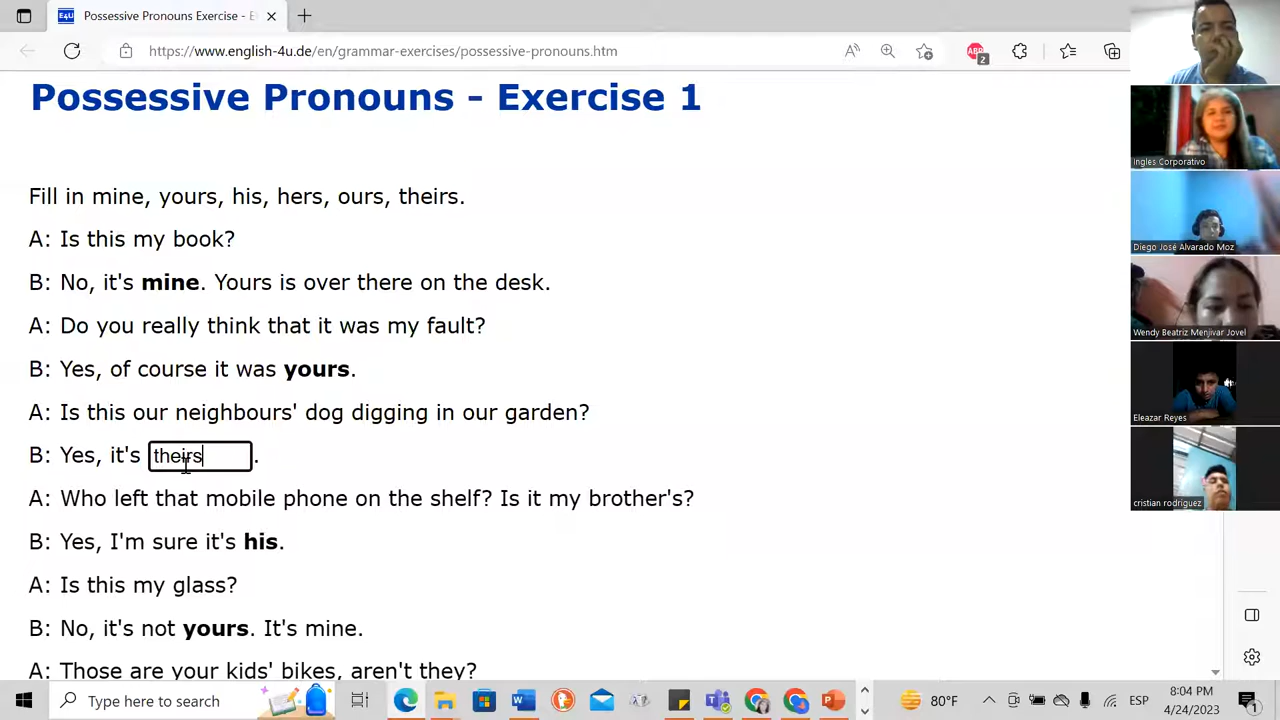 E4U Possessive Pronouns Exercise - E
https://www.english-4u.de/en/grammar-exercises/possessive-pronouns.htm
ABP 2
Possessive Pronouns - Exercise 1
Fill in mine, yours, his, hers, ours, theirs.
A: Is this my book?
B: No, it's mine. Yours is over there on the desk.
A: Do you really think that it was my fault?
B: Yes, of course it was yours.
A: Is this our neighbours' dog digging in our garden?
B: Yes, it's theirs.
A: Who left that mobile phone on the shelf? Is it my brother's?
B: Yes, I'm sure it's his.
A: Is this my glass?
B: No, it's not yours. It's mine.
A: Those are your kids' bikes, aren't they?
Ingles Corporativo
Diego José Alvarado Moz
Wendy Beatriz Menjivar Jovel
Eleazar Reyes
cristian rodriguez
Type here to search
80°F
ESP
8:04 PM
4/24/2023
1